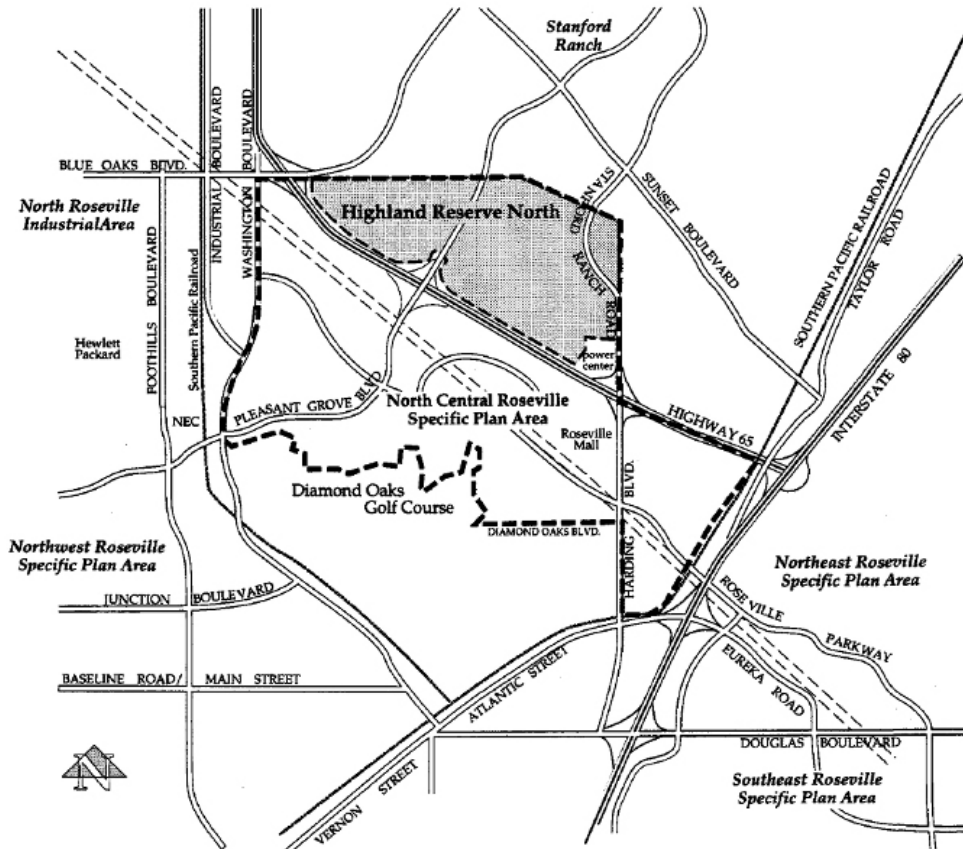 Stanford
Ranch
BLUE OAKS BLVD.
INDUSTRIAL BOULEVARD
WASHINGTON BOULEVARD
North Roseville
IndustrialArea
Highland Reserve North
STANFORD
RANCH
ROAD
SUNSET BOULEVARD
SOUTHERN PACIFIC RAILROAD
TAYLOR ROAD
INTERSTATE 80
FOOTHILLS BOULEVARD
Southern Pacific Railroad
Hewlett
Packard
power
center
NEC
PLEASANT GROVE BLVD
North Central Roseville
Specific Plan Area
HIGHWAY 65
Roseville
Mall
HARDING BLVD.
Diamond Oaks
Golf Course
DIAMOND OAKS BLVD.
Northwest Roseville
Specific Plan Area
Northeast Roseville
Specific Plan Area
JUNCTION BOULEVARD
ROSEVILLE PARKWAY
EUREKA ROAD
BASELINE ROAD/ MAIN STREET
ATLANTIC STREET
DOUGLAS BOULEVARD
N
VERNON STREET
Southeast Roseville
Specific Plan Area